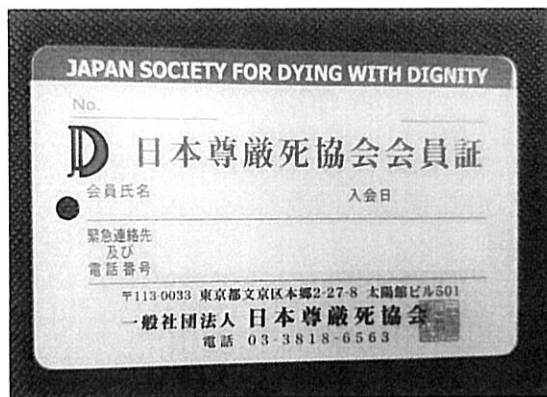 JAPAN SOCIETY FOR DYING WITH DIGNITY
No.
日本尊厳死協会会員証
会員氏名 入会日
緊急連絡先
及び
電話番号
〒113-0033 東京都文京区本郷2-27-8 太陽館ビル501
一般社団法人 日本尊厳死協会
電話 03-3818-6563